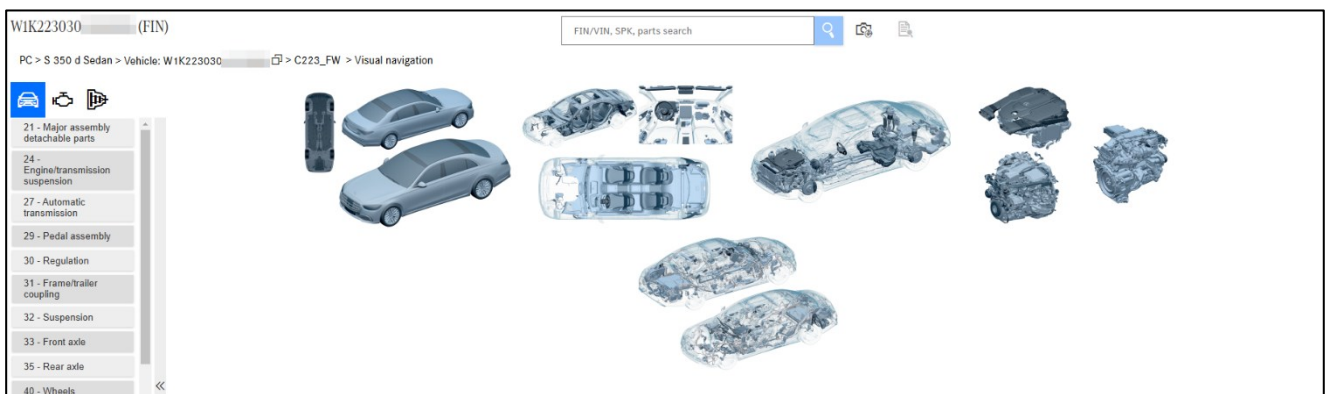 W1K223030 (FIN)
FIN/VIN, SPK, parts search
PC > S 350 d Sedan > Vehicle: W1K223030 > C223_FW > Visual navigation
21 - Major assembly
detachable parts
24 -
Engine/transmission
suspension
27 - Automatic
transmission
29 - Pedal assembly
30 - Regulation
31 - Frame/trailer
coupling
32 - Suspension
33 - Front axle
35 - Rear axle
40 - Wheels